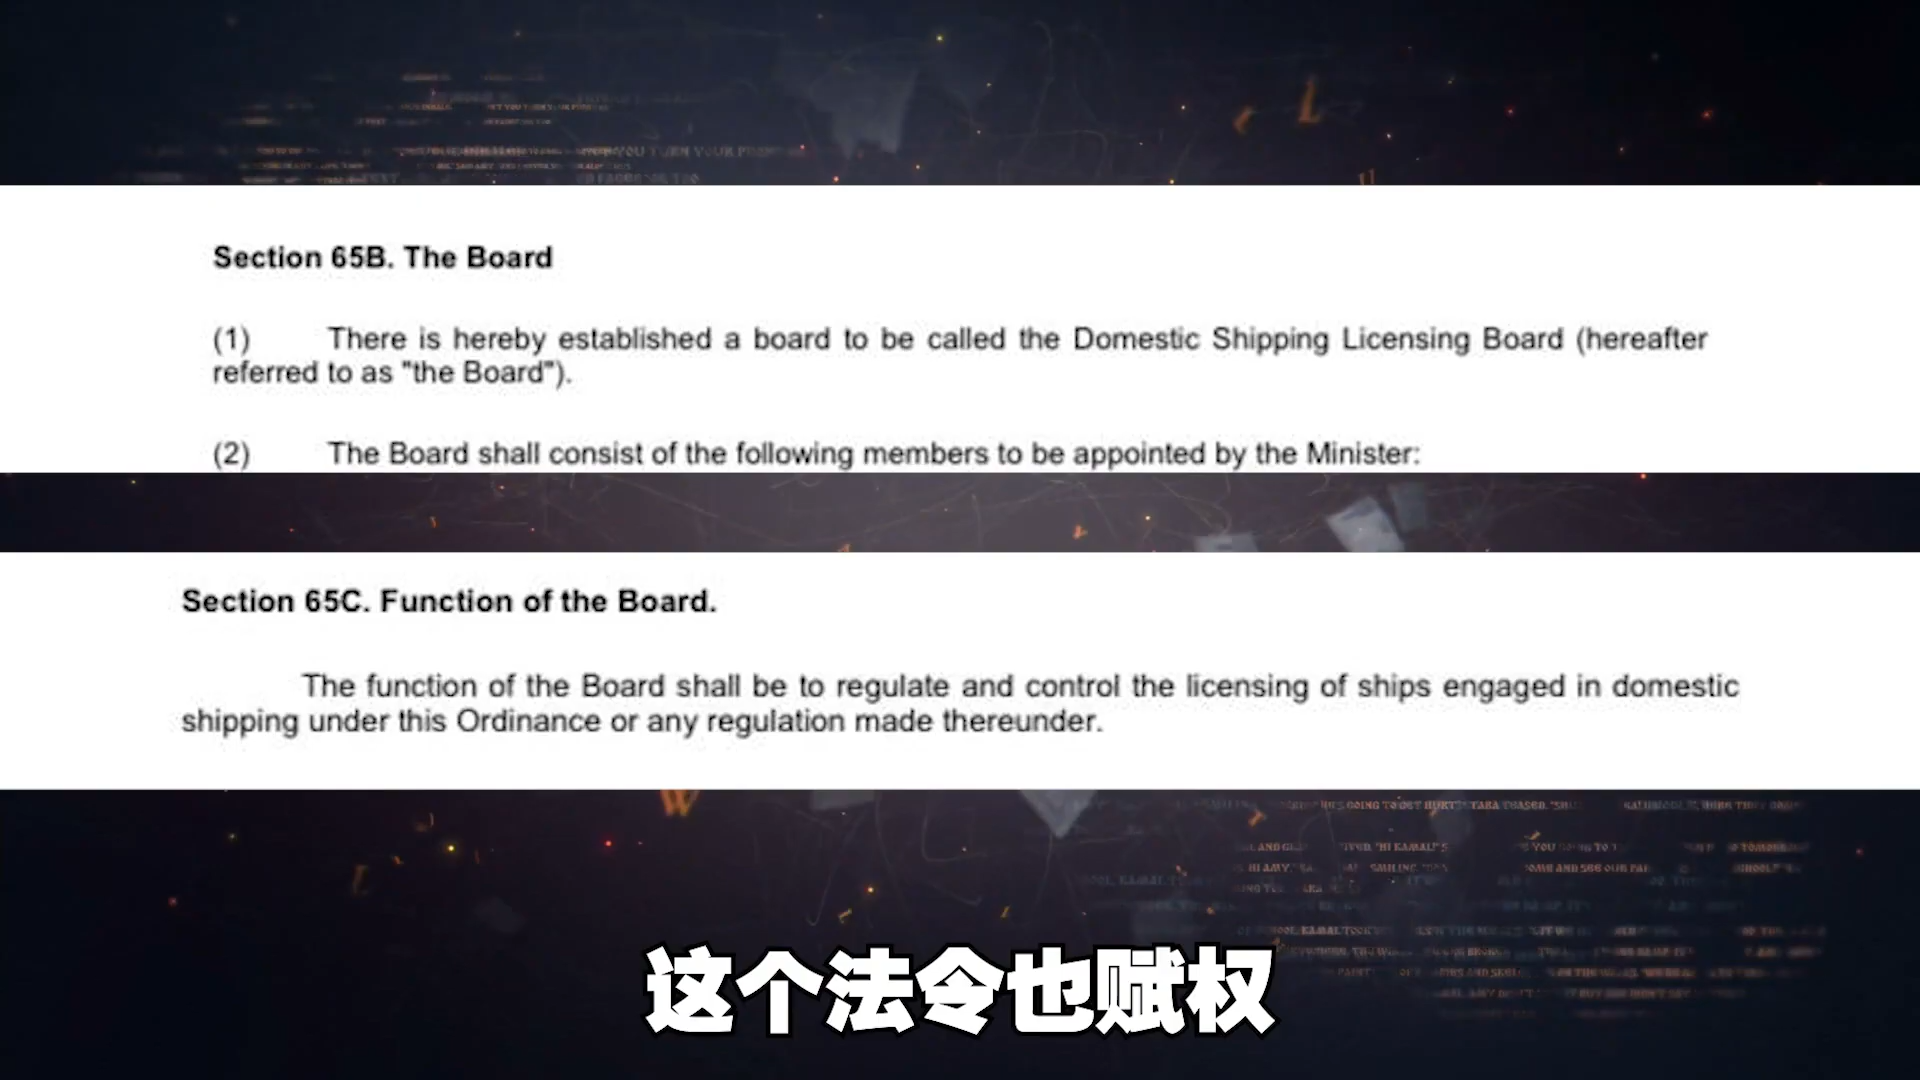 Section 65B. The Board
(1) There is hereby established a board to be called the Domestic Shipping Licensing Board (hereafter
referred to as "the Board").
(2) The Board shall consist of the following members to be appointed by the Minister:
Section 65C. Function of the Board.
The function of the Board shall be to regulate and control the licensing of ships engaged in domestic
shipping under this Ordinance or any regulation made thereunder.
这个法令也赋权